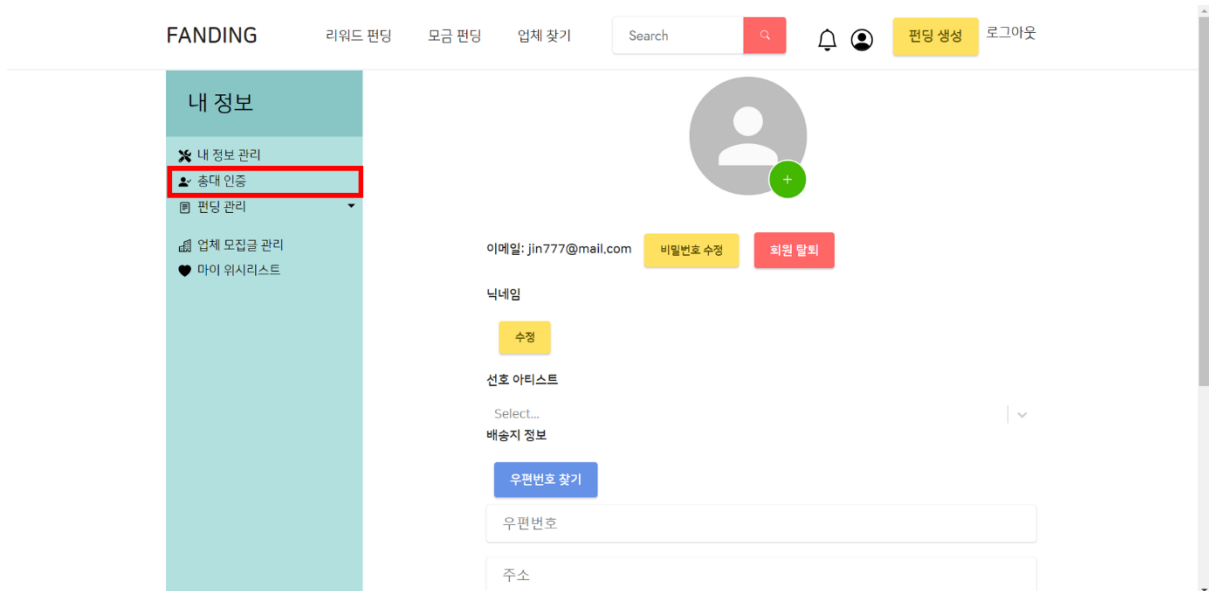 FANDING 리워드 펀딩 모금 펀딩 업체 찾기 Search 펀딩 생성 로그아웃
내 정보
내 정보 관리
총대 인증
펀딩 관리
업체 모집글 관리
마이 위시리스트
이메일: jin777@mail.com 비밀번호 수정 회원 탈퇴
닉네임
수정
선호 아티스트
Select...
배송지 정보
우편번호 찾기
우편번호
주소